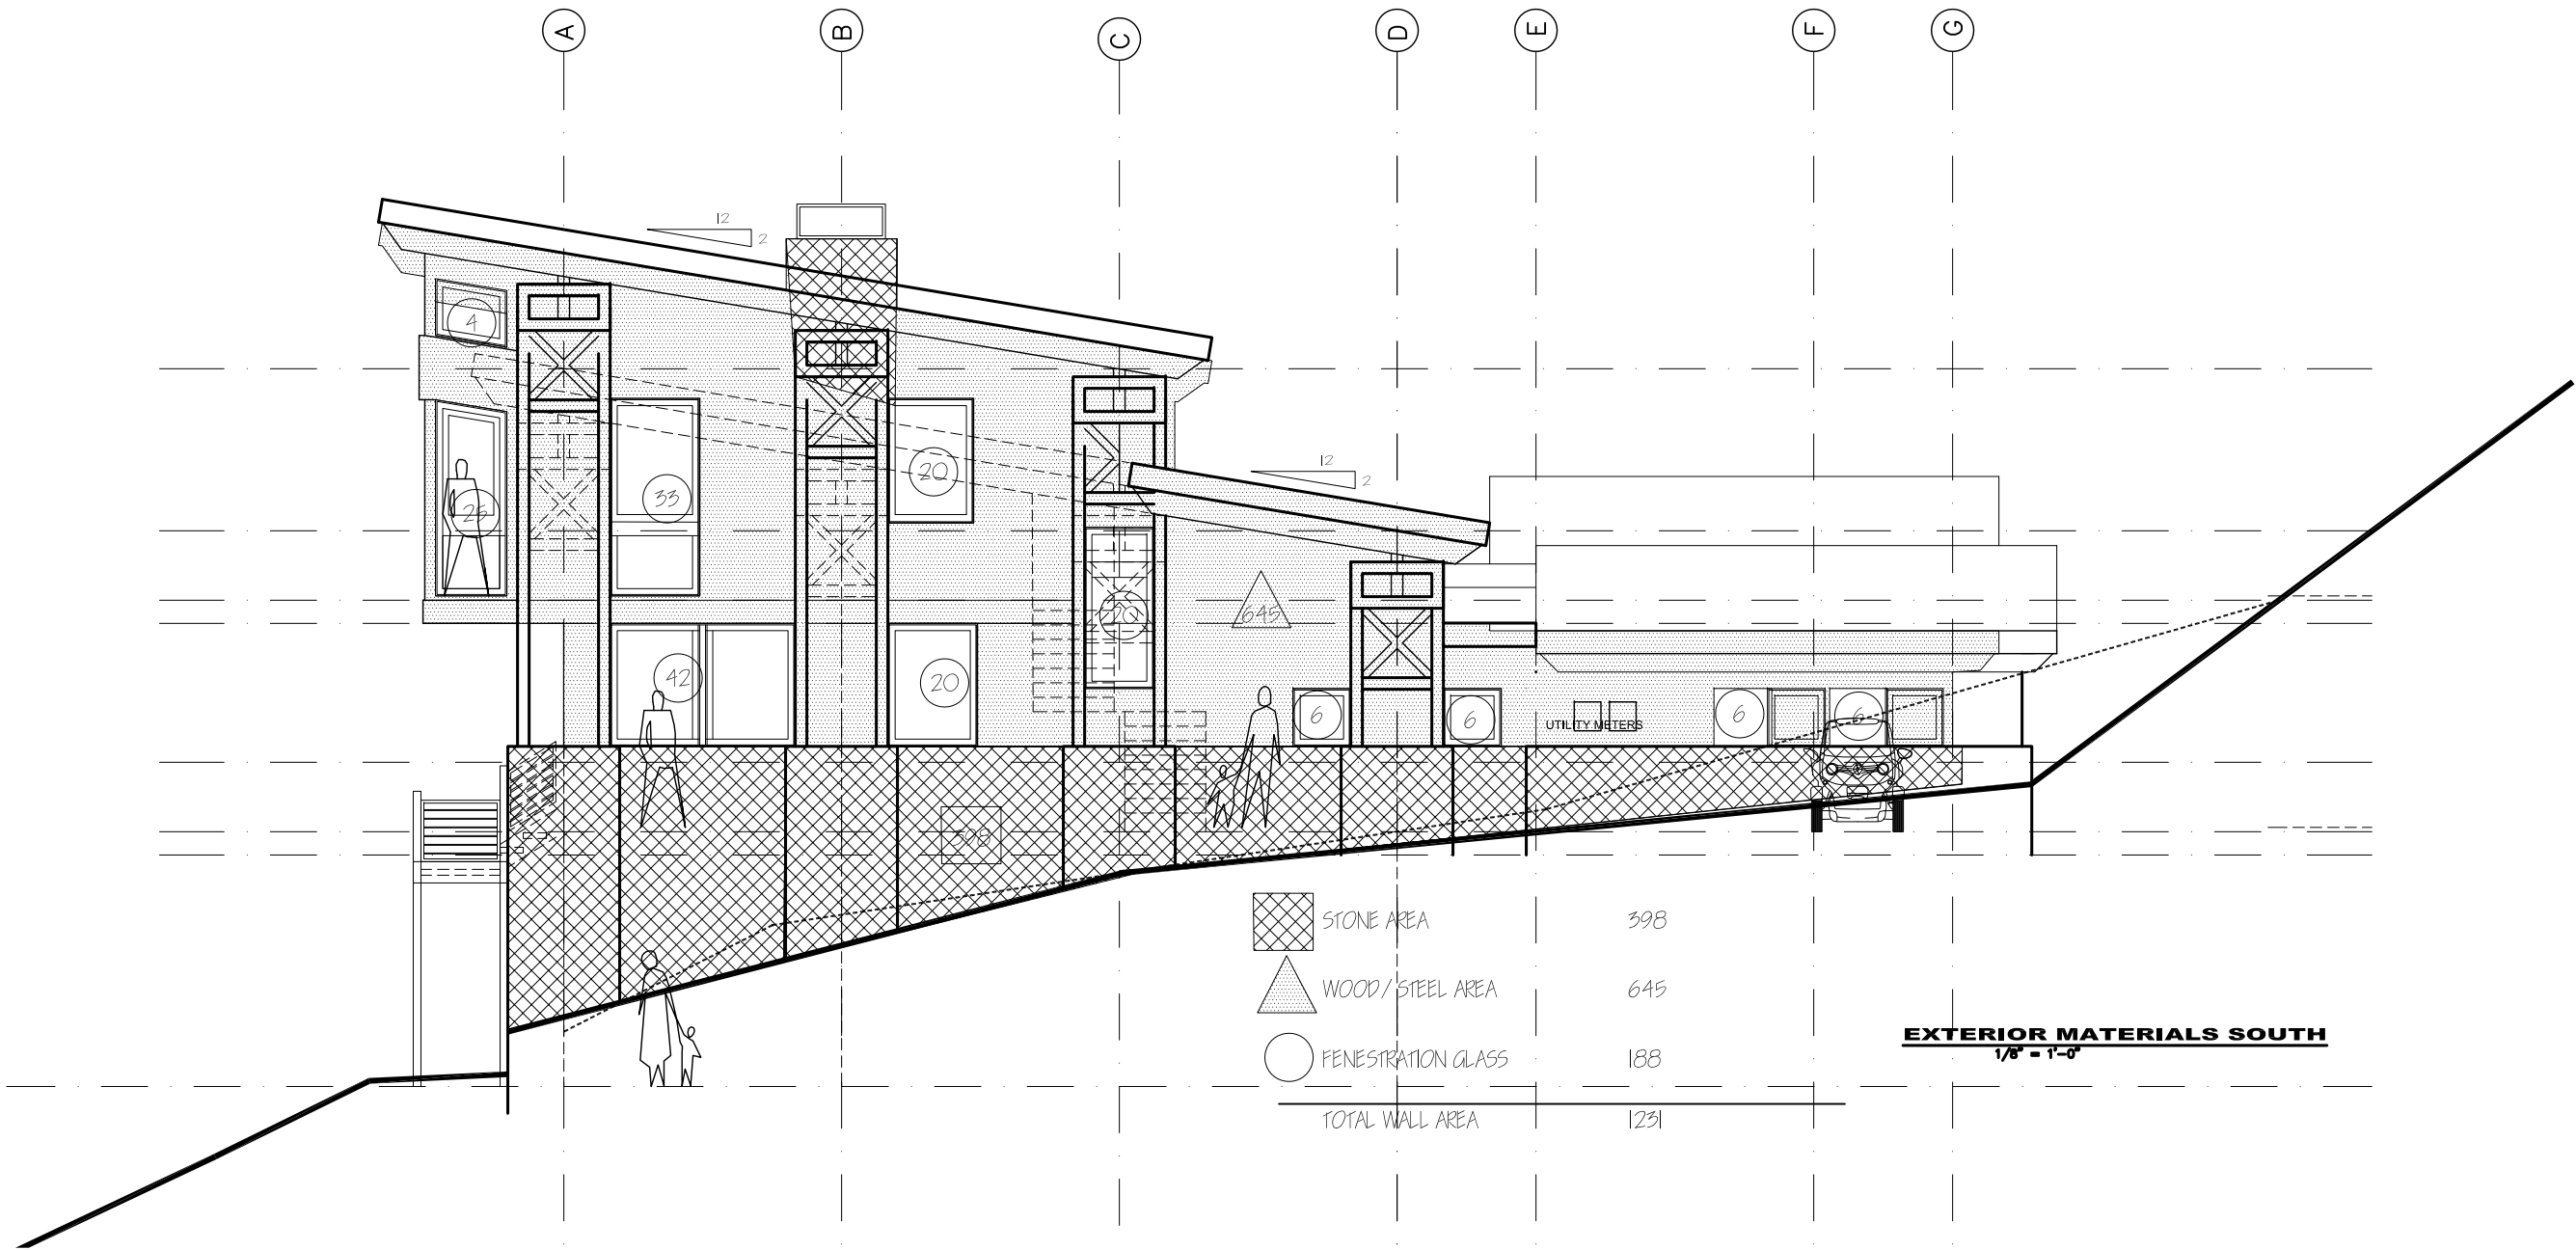 A
B
C
D
E
F
G
12
2
4
12
2
20
33
25
645
20
42
20
6
6
6
6
UTILITY METERS
398
STONE AREA 398
WOOD/STEEL AREA 645
FENESTRATION GLASS 188
TOTAL WALL AREA 1231
EXTERIOR MATERIALS SOUTH
1/8" = 1'-0"